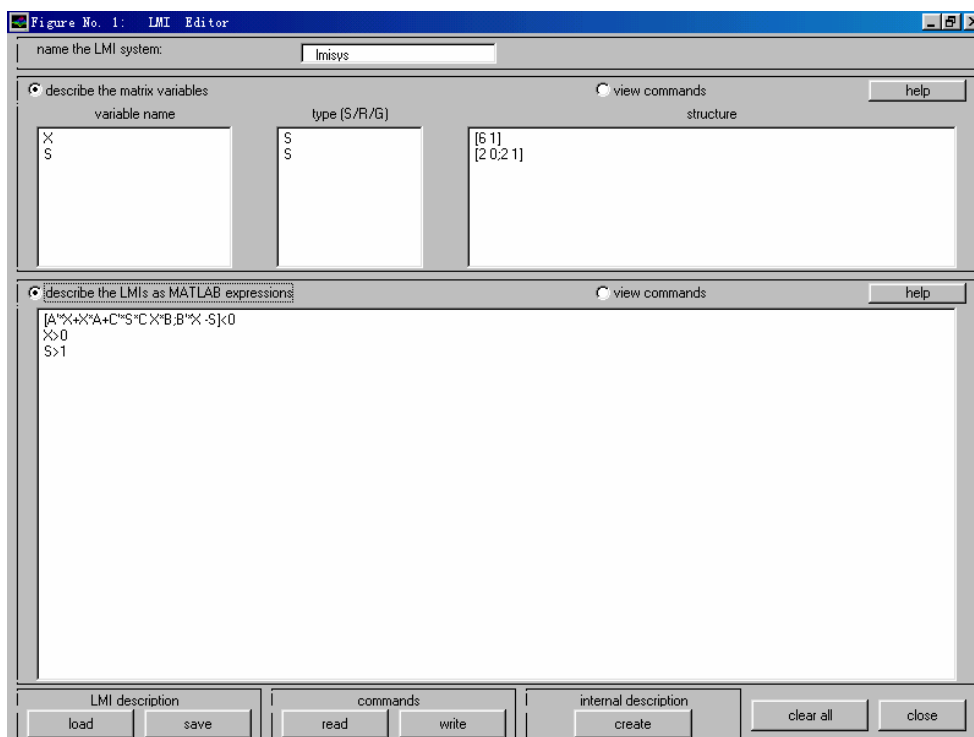 Figure No. 1: LMI Editor
name the LMI system:
lmisys
describe the matrix variables
view commands
help
variable name
type (S/R/G)
structure
X
S
S
S
[6 1]
[2 0;2 1]
describe the LMIs as MATLAB expressions
view commands
help
[A'*X+X*A+C'*S*C X*B;B'*X -S]<0
X>0
S>1
LMI description
commands
internal description
load
save
read
write
create
clear all
close